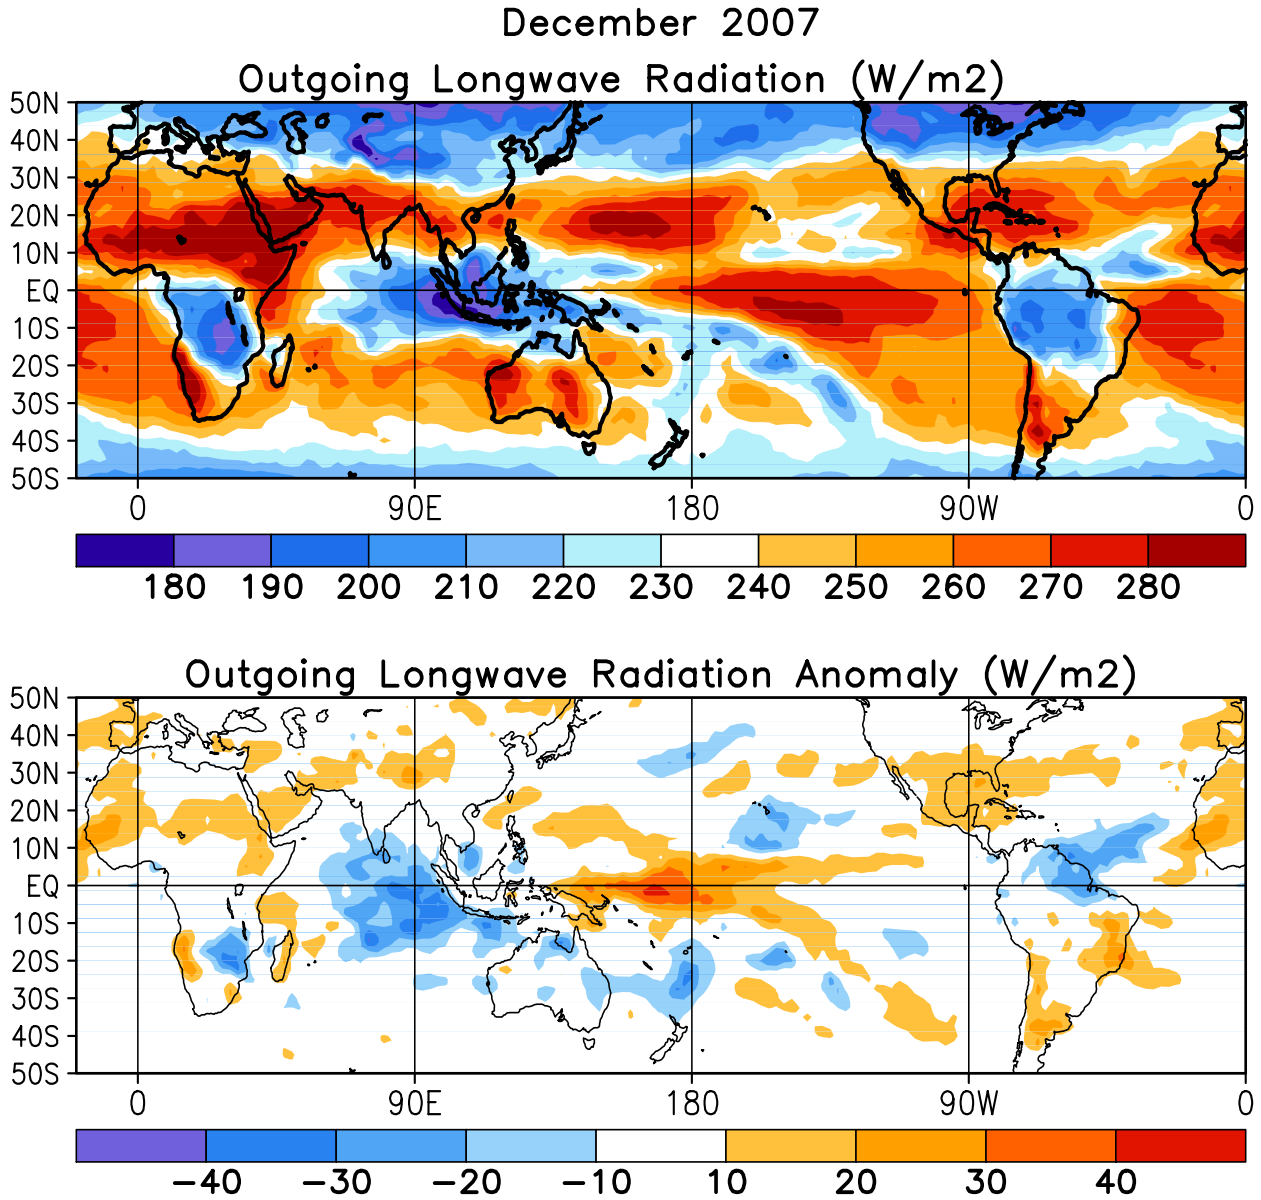 December 2007
Outgoing Longwave Radiation (W/m2)
50N
40N
30N
20N
10N
EQ
10S
20S
30S
40S
50S
0 90E 180 90W 0
180 190 200 210 220 230 240 250 260 270 280
Outgoing Longwave Radiation Anomaly (W/m2)
50N
40N
30N
20N
10N
EQ
10S
20S
30S
40S
50S
0 90E 180 90W 0
−40 −30 −20 −10 10 20 30 40